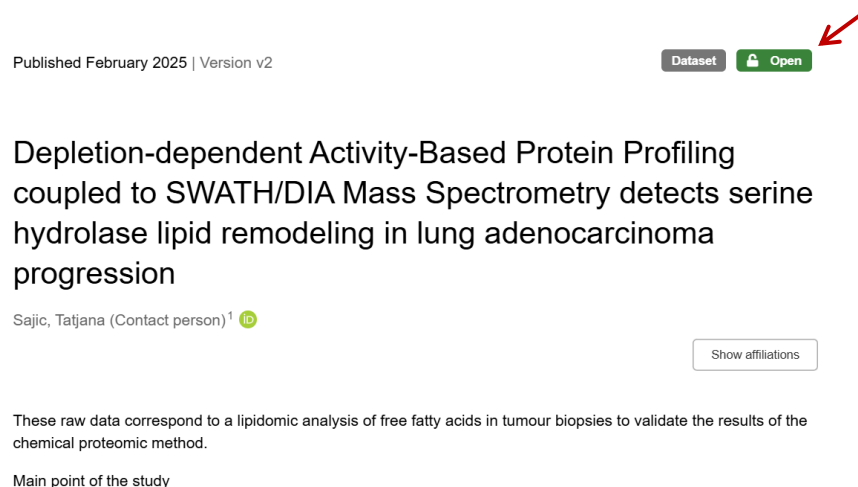 Published February 2025 | Version v2
Dataset
Open
Depletion-dependent Activity-Based Protein Profiling
coupled to SWATH/DIA Mass Spectrometry detects serine
hydrolase lipid remodeling in lung adenocarcinoma
progression
Sajic, Tatjana (Contact person)¹ iD
Show affiliations
These raw data correspond to a lipidomic analysis of free fatty acids in tumour biopsies to validate the results of the
chemical proteomic method.
Main point of the study